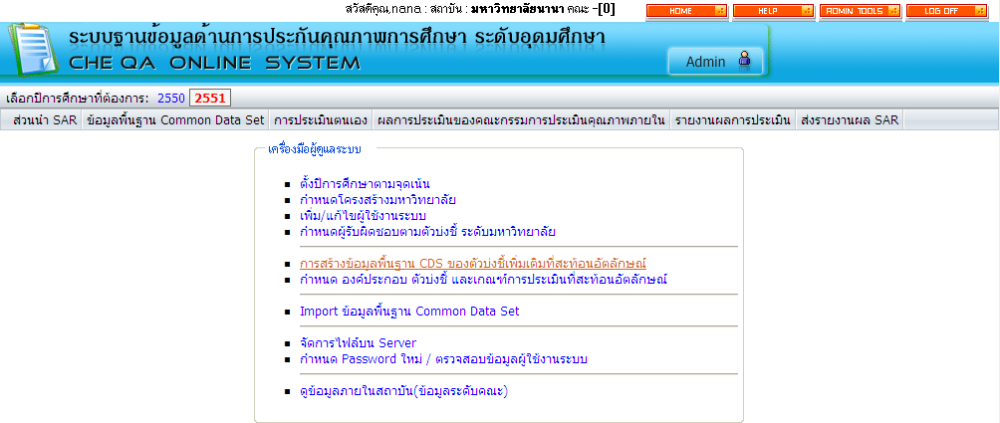 สวัสดีคุณ,nana : สถาบัน : มหาวิทยาลัยนานา คณะ -[0] HOME HELP ADMIN TOOLS LOG OFF
ระบบฐานข้อมูลด้านการประกันคุณภาพการศึกษา ระดับอุดมศึกษา
CHE QA ONLINE SYSTEM
Admin
เลือกปีการศึกษาที่ต้องการ: 2550 2551
ส่วนนำ SAR ข้อมูลพื้นฐาน Common Data Set การประเมินตนเอง ผลการประเมินของคณะกรรมการประเมินคุณภาพภายใน รายงานผลการประเมิน ส่งรายงานผล SAR
เครื่องมือผู้ดูแลระบบ
ตั้งปีการศึกษาตามจุดเน้น
กำหนดโครงสร้างมหาวิทยาลัย
เพิ่ม/แก้ไขผู้ใช้งานระบบ
กำหนดผู้รับผิดชอบตามตัวบ่งชี้ ระดับมหาวิทยาลัย
การสร้างข้อมูลพื้นฐาน CDS ของตัวบ่งชี้เพิ่มเติมที่สะท้อนอัตลักษณ์
กำหนด องค์ประกอบ ตัวบ่งชี้ และเกณฑ์การประเมินที่สะท้อนอัตลักษณ์
Import ข้อมูลพื้นฐาน Common Data Set
จัดการไฟล์บน Server
กำหนด Password ใหม่ / ตรวจสอบข้อมูลผู้ใช้งานระบบ
ดูข้อมูลภายในสถาบัน(ข้อมูลระดับคณะ)